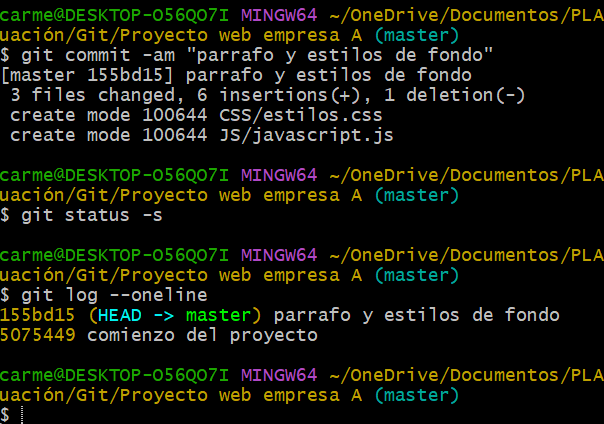 carme@DESKTOP-O56QO7I MINGW64 ~/OneDrive/Documentos/PLA
uación/Git/Proyecto web empresa A (master)
$ git commit -am "parrafo y estilos de fondo"
[master 155bd15] parrafo y estilos de fondo
 3 files changed, 6 insertions(+), 1 deletion(-)
 create mode 100644 CSS/estilos.css
 create mode 100644 JS/javascript.js

carme@DESKTOP-O56QO7I MINGW64 ~/OneDrive/Documentos/PLA
uación/Git/Proyecto web empresa A (master)
$ git status -s

carme@DESKTOP-O56QO7I MINGW64 ~/OneDrive/Documentos/PLA
uación/Git/Proyecto web empresa A (master)
$ git log --oneline
155bd15 (HEAD -> master) parrafo y estilos de fondo
5075449 comienzo del proyecto

carme@DESKTOP-O56QO7I MINGW64 ~/OneDrive/Documentos/PLA
uación/Git/Proyecto web empresa A (master)
$